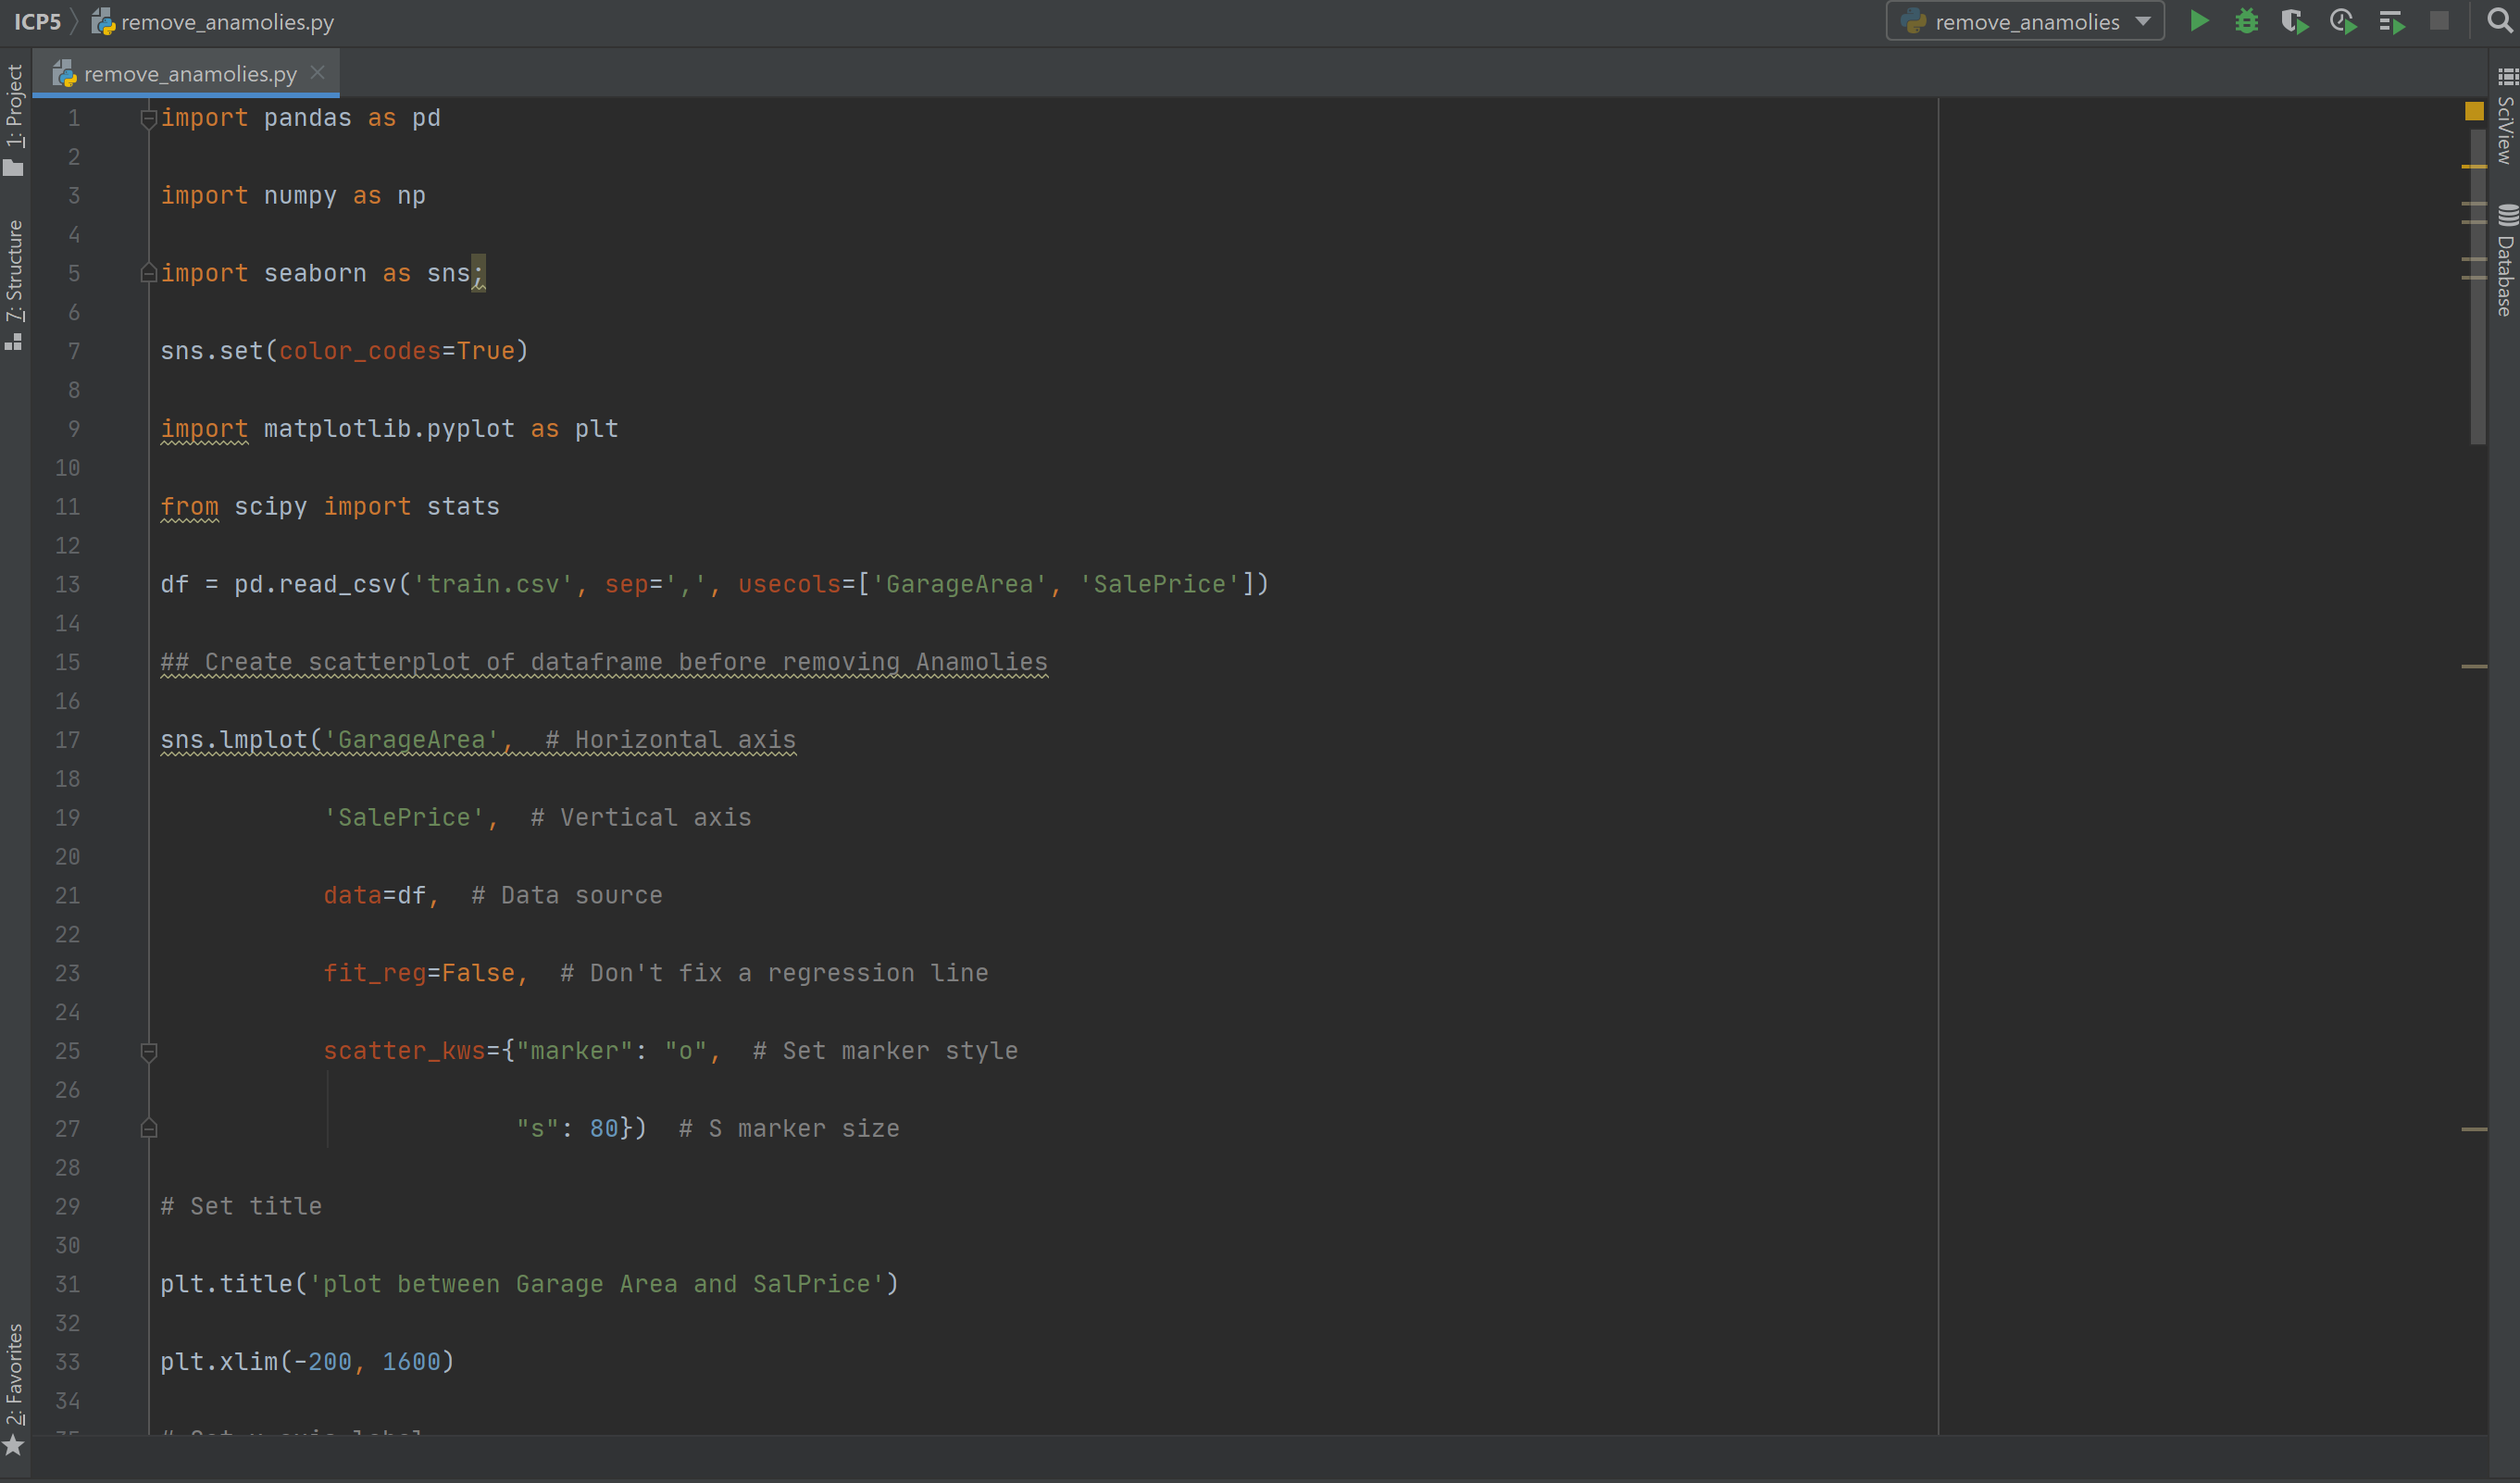 ICP5 remove_anamolies.py remove_anamolies
remove_anamolies.py
1: Project
7: Structure
2: Favorites
SciView
Database
1 import pandas as pd
2
3 import numpy as np
4
5 import seaborn as sns;
6
7 sns.set(color_codes=True)
8
9 import matplotlib.pyplot as plt
10
11 from scipy import stats
12
13 df = pd.read_csv('train.csv', sep=',', usecols=['GarageArea', 'SalePrice'])
14
15 ## Create scatterplot of dataframe before removing Anamolies
16
17 sns.lmplot('GarageArea',  # Horizontal axis
18
19 'SalePrice',  # Vertical axis
20
21 data=df,  # Data source
22
23 fit_reg=False,  # Don't fix a regression line
24
25 scatter_kws={"marker": "o",  # Set marker style
26
27 "s": 80})  # S marker size
28
29 # Set title
30
31 plt.title('plot between Garage Area and SalPrice')
32
33 plt.xlim(-200, 1600)
34